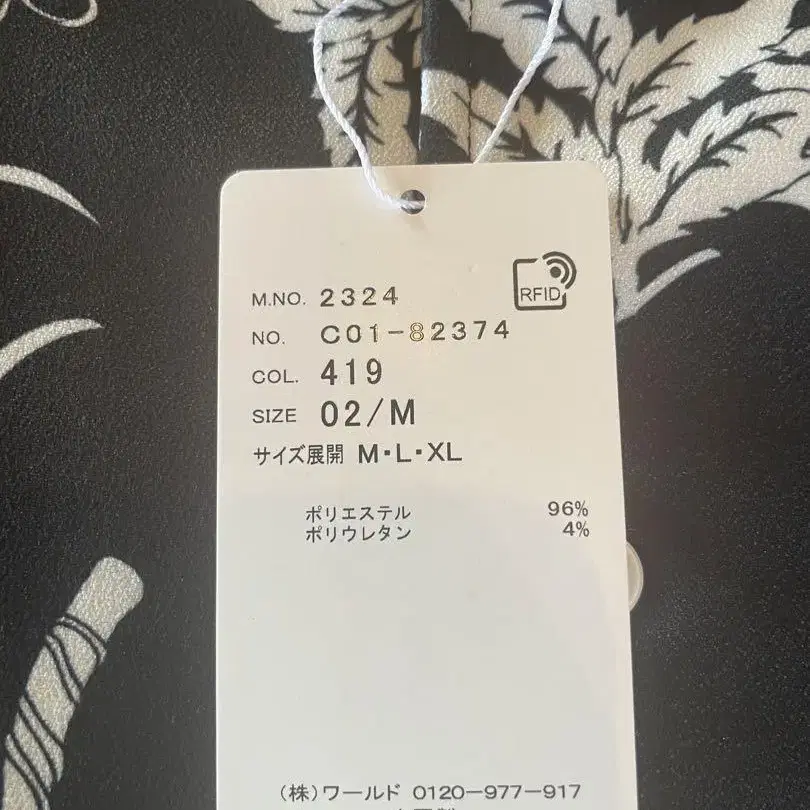 RFID
M.NO. 2324
NO. C01-82374
COL. 419
SIZE 02/M
サイズ展開 M・L・XL
ポリエステル 96%
ポリウレタン 4%
(株)ワールド 0120-977-917